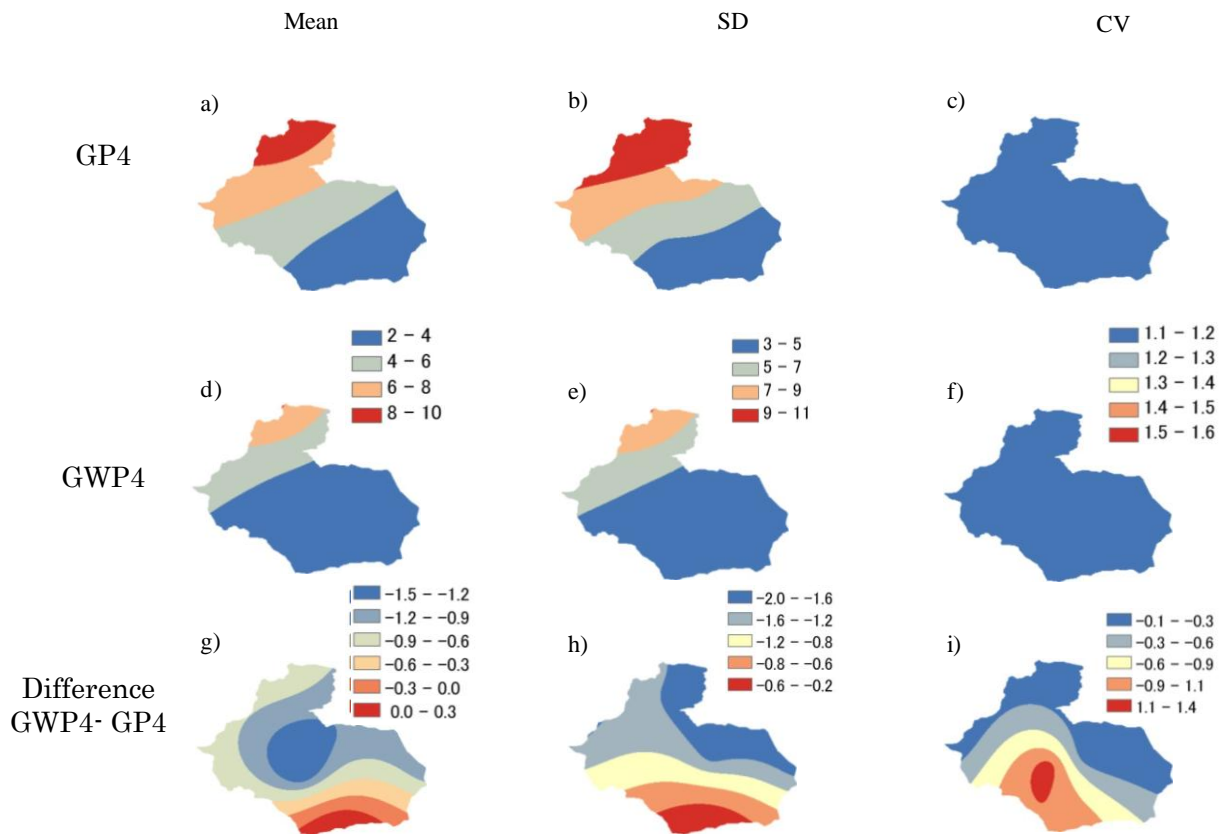 Mean SD CV
a) b) c)
GP4
2 - 4
4 - 6
6 - 8
8 - 10
3 - 5
5 - 7
7 - 9
9 - 11
1.1 - 1.2
1.2 - 1.3
1.3 - 1.4
1.4 - 1.5
1.5 - 1.6
d) e) f)
GWP4
-1.5 - -1.2
-1.2 - -0.9
-0.9 - -0.6
-0.6 - -0.3
-0.3 - 0.0
0.0 - 0.3
-2.0 - -1.6
-1.6 - -1.2
-1.2 - -0.8
-0.8 - -0.6
-0.6 - -0.2
-0.1 - -0.3
-0.3 - -0.6
-0.6 - -0.9
-0.9 - 1.1
1.1 - 1.4
g) h) i)
Difference
GWP4- GP4